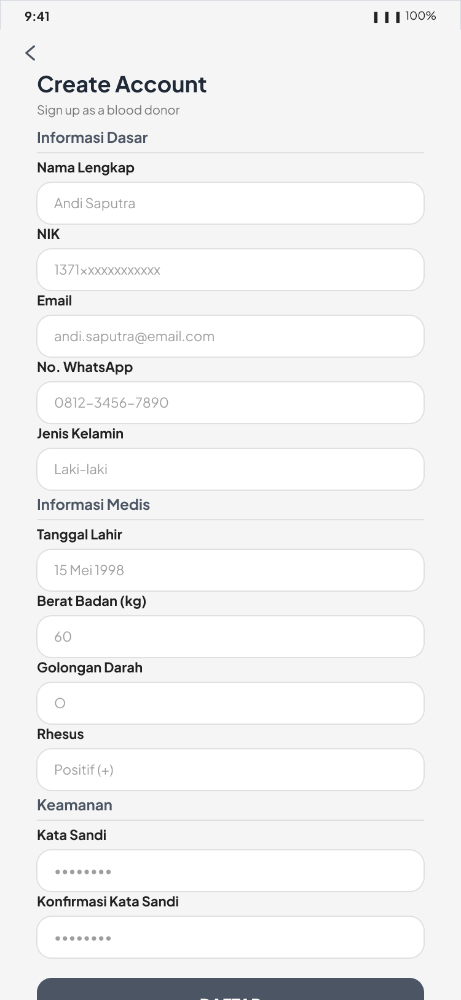 9:41
100%
Create Account
Sign up as a blood donor
Informasi Dasar
Nama Lengkap
Andi Saputra
NIK
1371xxxxxxxxxxxx
Email
andi.saputra@email.com
No. WhatsApp
0812-3456-7890
Jenis Kelamin
Laki-laki
Informasi Medis
Tanggal Lahir
15 Mei 1998
Berat Badan (kg)
60
Golongan Darah
O
Rhesus
Positif (+)
Keamanan
Kata Sandi
••••••••
Konfirmasi Kata Sandi
••••••••